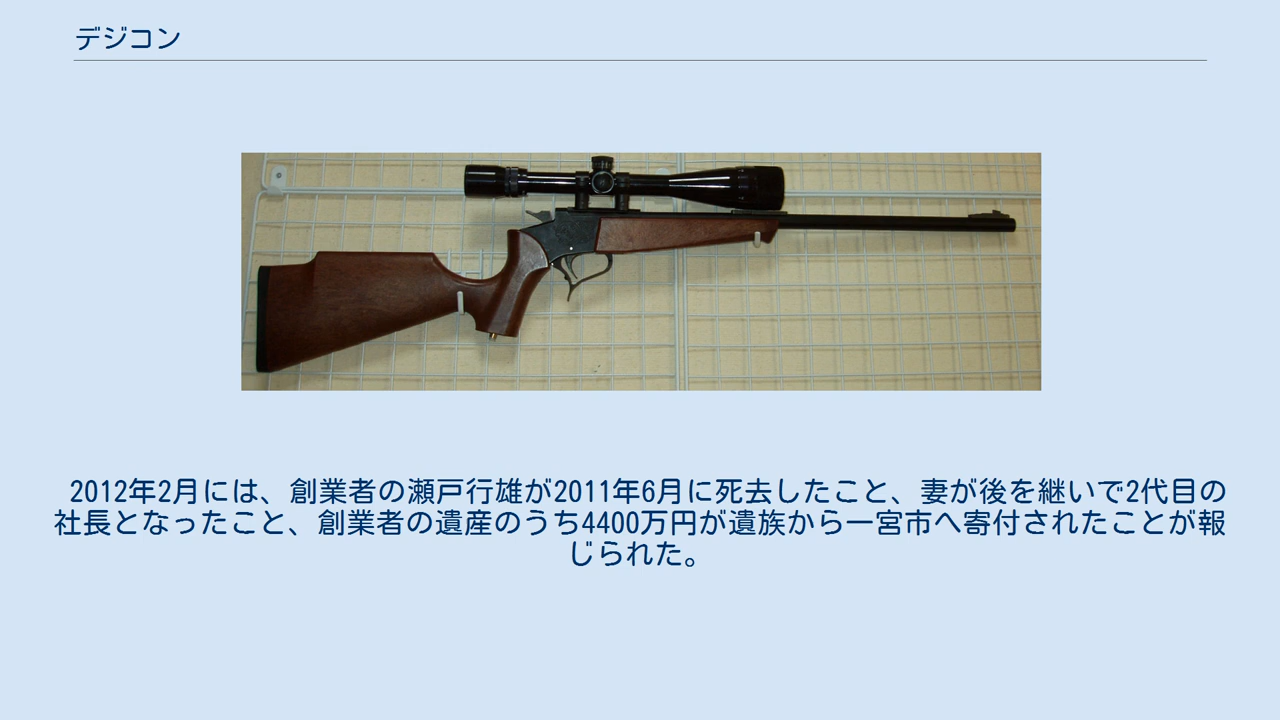 デジコン
2012年2月には、創業者の瀬戸行雄が2011年6月に死去したこと、妻が後を継いで2代目の
社長となったこと、創業者の遺産のうち4400万円が遺族から一宮市へ寄付されたことが報
じられた。